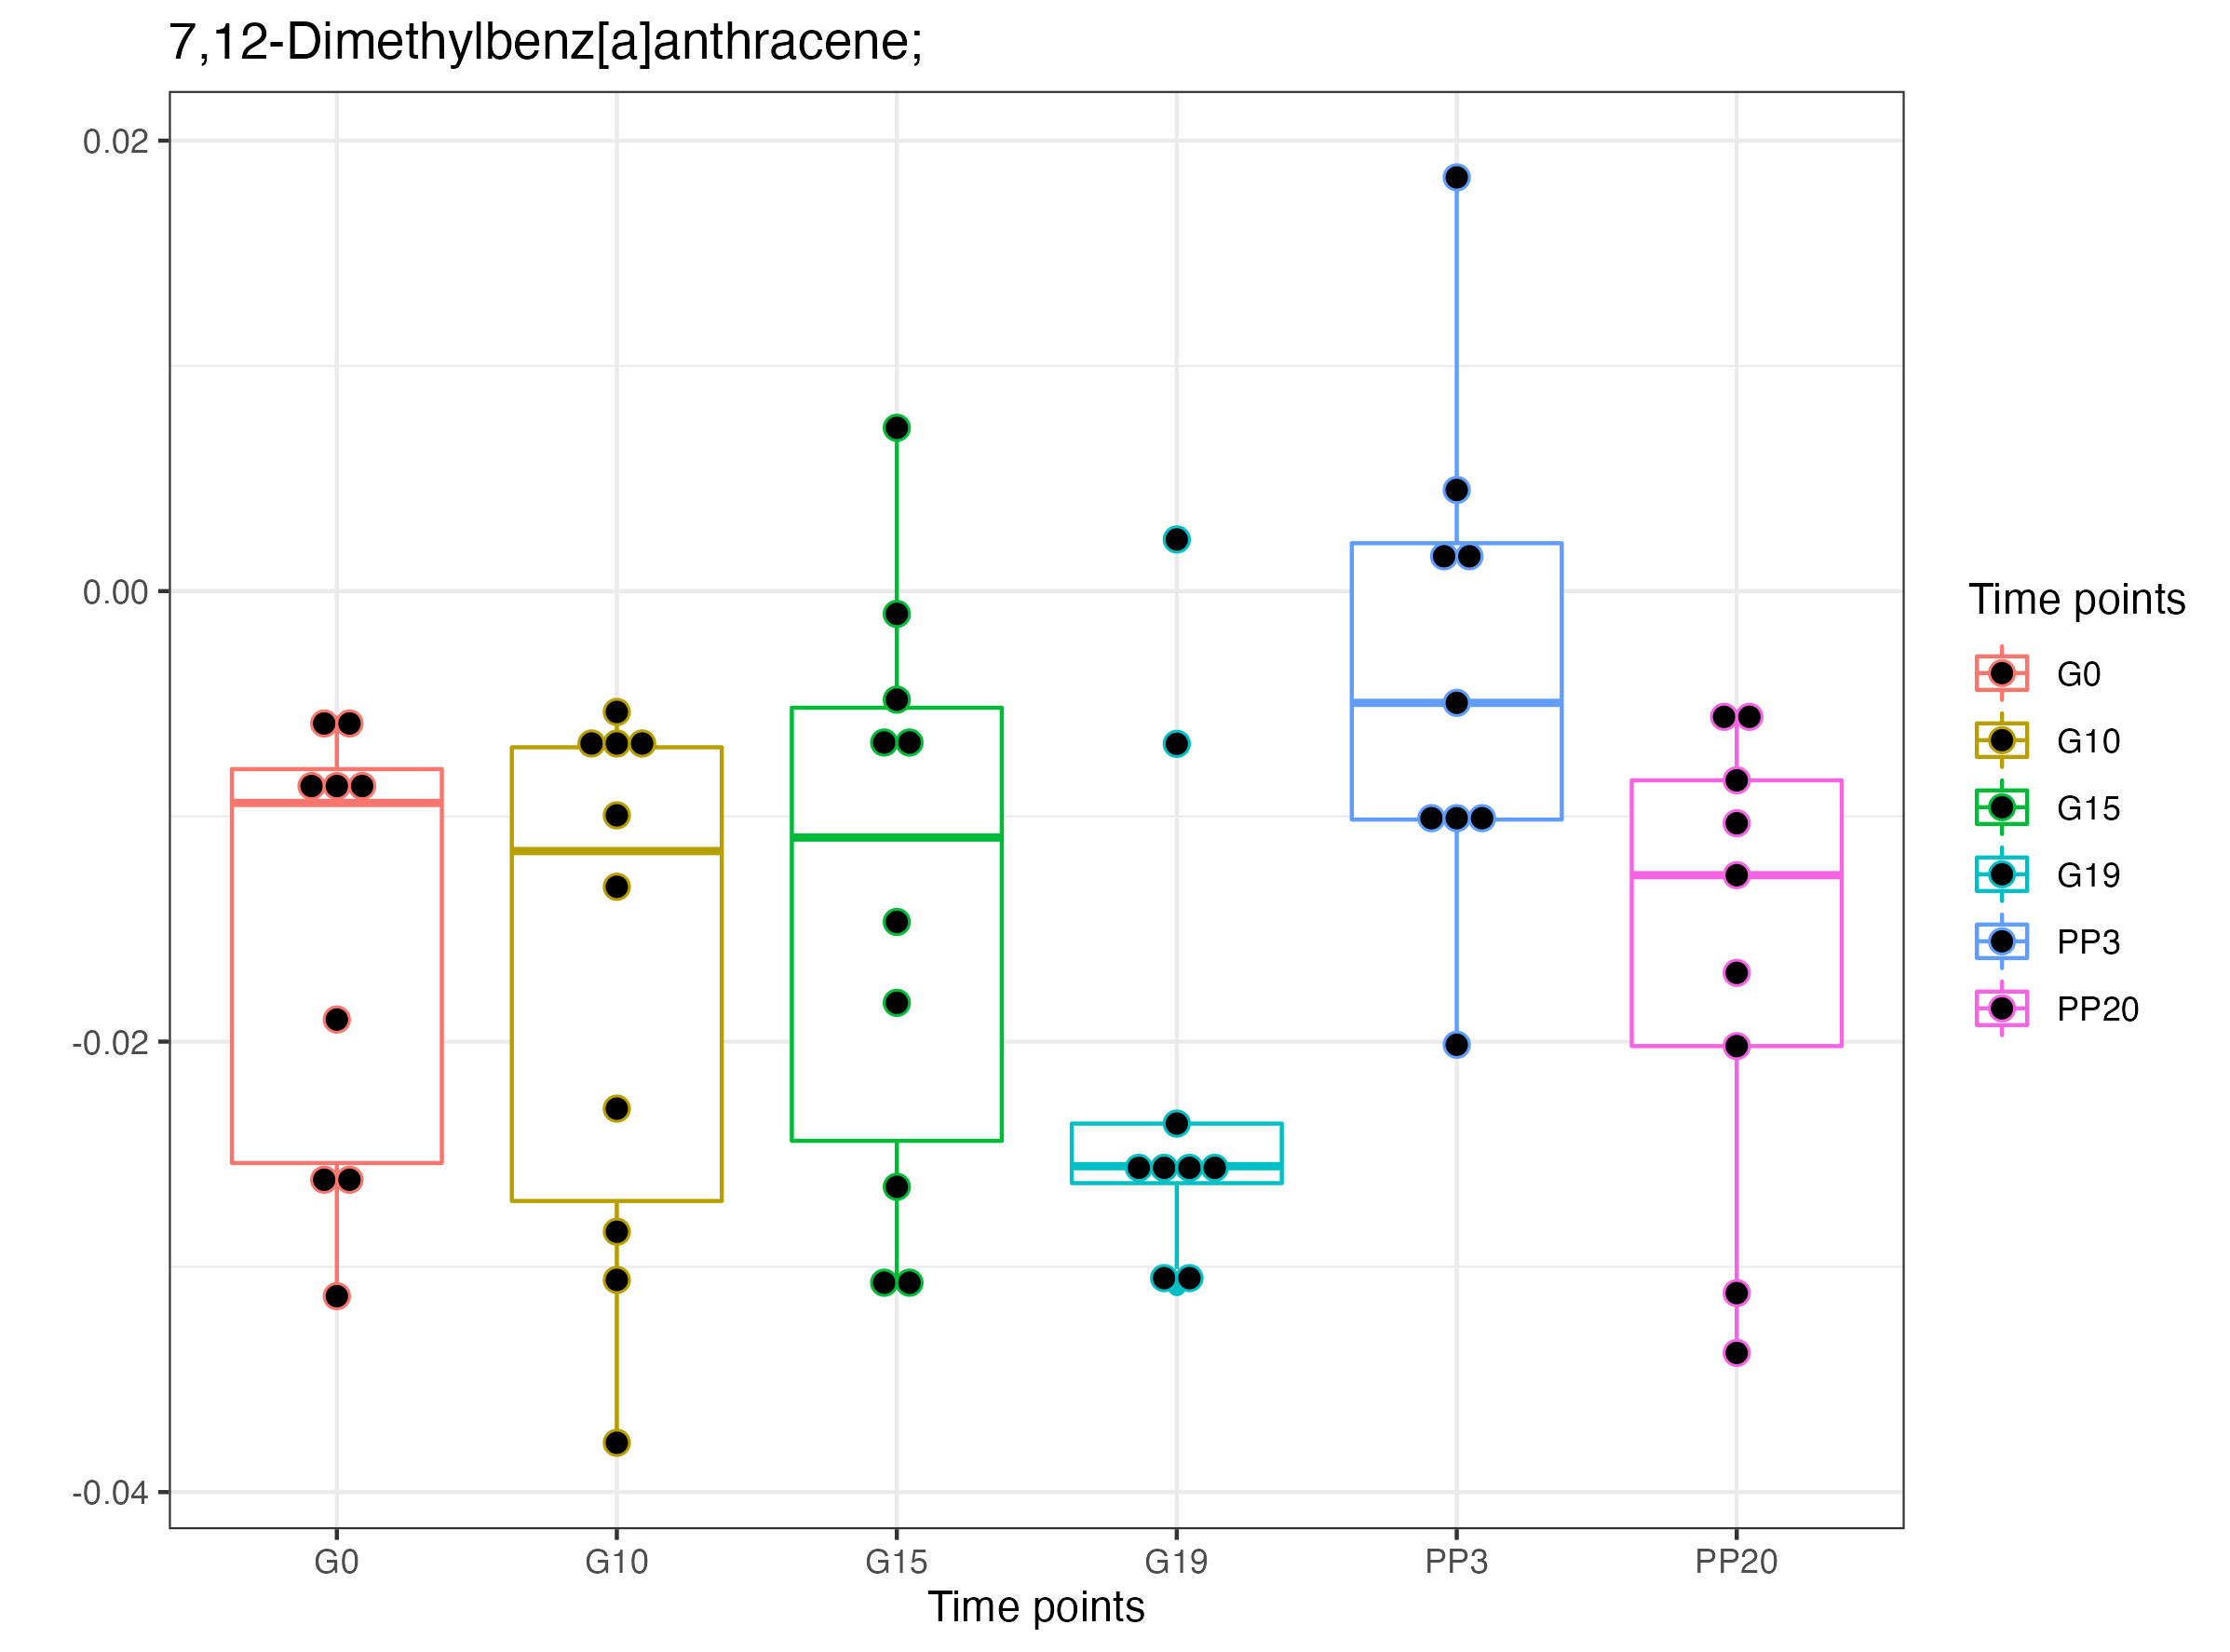 7,12-Dimethylbenz[a]anthracene;
0.02
0.00
-0.02
-0.04
G0
G10
G15
G19
PP3
PP20
Time points
Time points
G0
G10
G15
G19
PP3
PP20